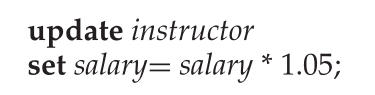 update instructor
set salary= salary * 1.05;